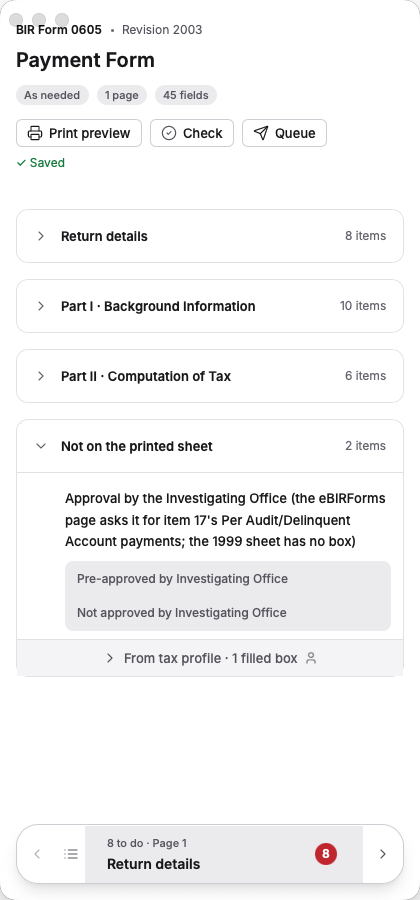 BIR Form 0605 • Revision 2003
Payment Form
As needed 1 page 45 fields
Print preview Check Queue
✓ Saved
Return details 8 items
Part I · Background Information 10 items
Part II · Computation of Tax 6 items
Not on the printed sheet 2 items
Approval by the Investigating Office (the eBIRForms
page asks it for item 17's Per Audit/Delinquent
Account payments; the 1999 sheet has no box)
Pre-approved by Investigating Office
Not approved by Investigating Office
From tax profile · 1 filled box
8 to do · Page 1
Return details 8